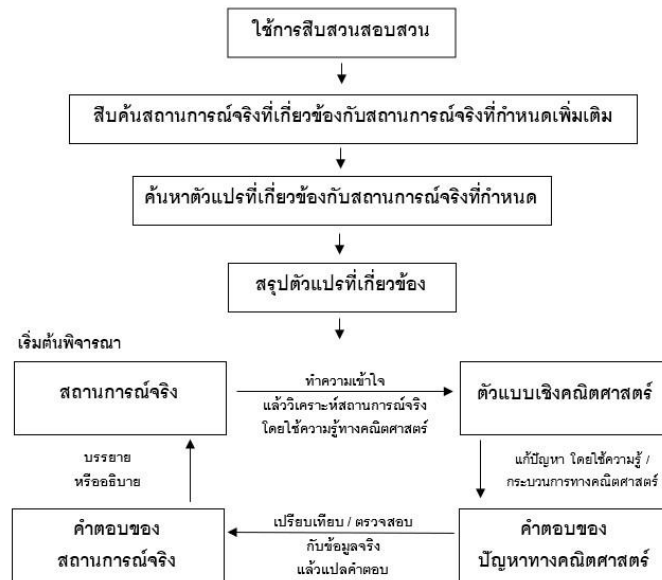 ใช้การสืบสวนสอบสวน
สืบค้นสถานการณ์จริงที่เกี่ยวข้องกับสถานการณ์จริงที่กำหนดเพิ่มเติม
ค้นหาตัวแปรที่เกี่ยวข้องกับสถานการณ์จริงที่กำหนด
สรุปตัวแปรที่เกี่ยวข้อง
เริ่มต้นพิจารณา
สถานการณ์จริง
ทำความเข้าใจ
แล้ววิเคราะห์สถานการณ์จริง
โดยใช้ความรู้ทางคณิตศาสตร์
ตัวแบบเชิงคณิตศาสตร์
บรรยาย
หรืออธิบาย
แก้ปัญหา โดยใช้ความรู้ /
กระบวนการทางคณิตศาสตร์
คำตอบของ
สถานการณ์จริง
เปรียบเทียบ / ตรวจสอบ
กับข้อมูลจริง
แล้วแปลคำตอบ
คำตอบของ
ปัญหาทางคณิตศาสตร์